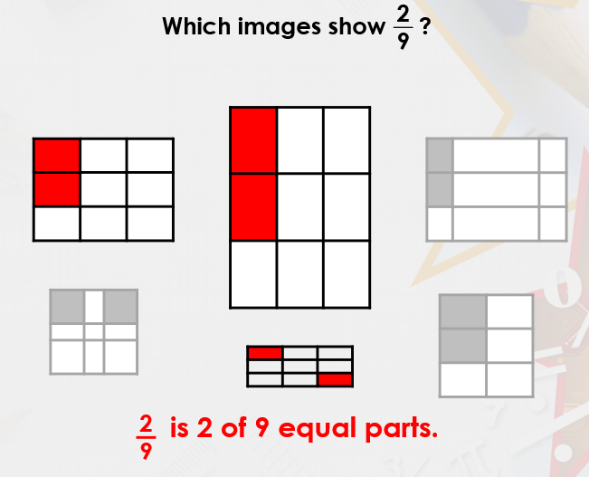 Which images show 2/9 ?
2/9 is 2 of 9 equal parts.